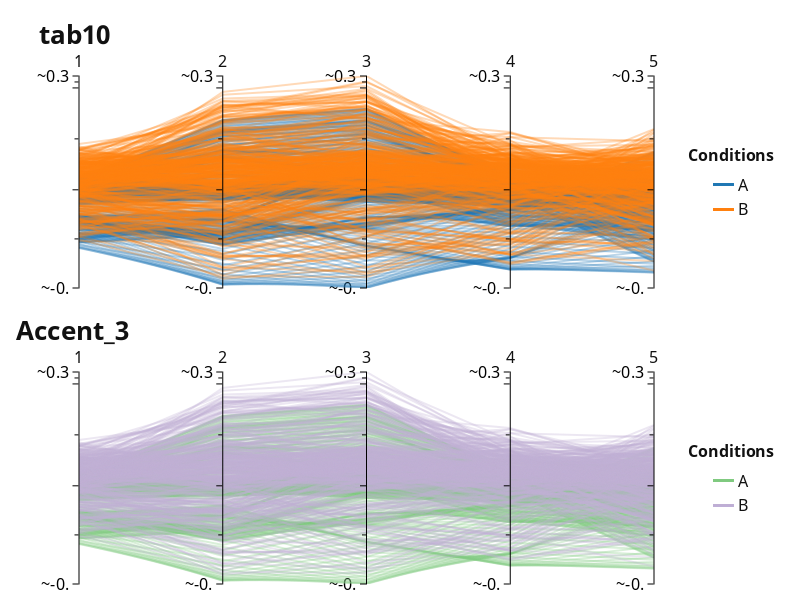 tab10
1 2 3 4 5
~0.3 ~0.3 ~0.3 ~0.3 ~0.3
Conditions
A
B
~-0. ~-0. ~-0. ~-0. ~-0.
Accent_3
1 2 3 4 5
~0.3 ~0.3 ~0.3 ~0.3 ~0.3
Conditions
A
B
~-0. ~-0. ~-0. ~-0. ~-0.